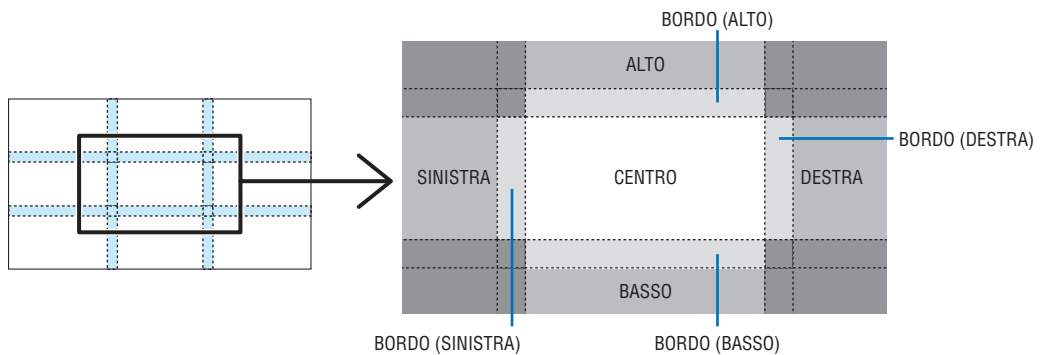 BORDO (ALTO)
ALTO
BORDO (DESTRA)
SINISTRA
CENTRO
DESTRA
BASSO
BORDO (SINISTRA)
BORDO (BASSO)